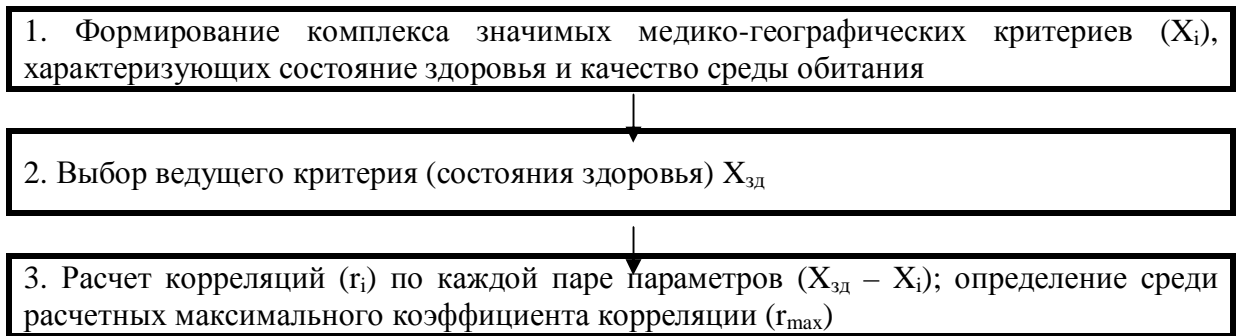 1. Формирование комплекса значимых медико-географических критериев (Xi),
характеризующих состояние здоровья и качество среды обитания
2. Выбор ведущего критерия (состояния здоровья) Xзд
3. Расчет корреляций (ri) по каждой паре параметров (Xзд – Xi); определение среди
расчетных максимального коэффициента корреляции (rmax)